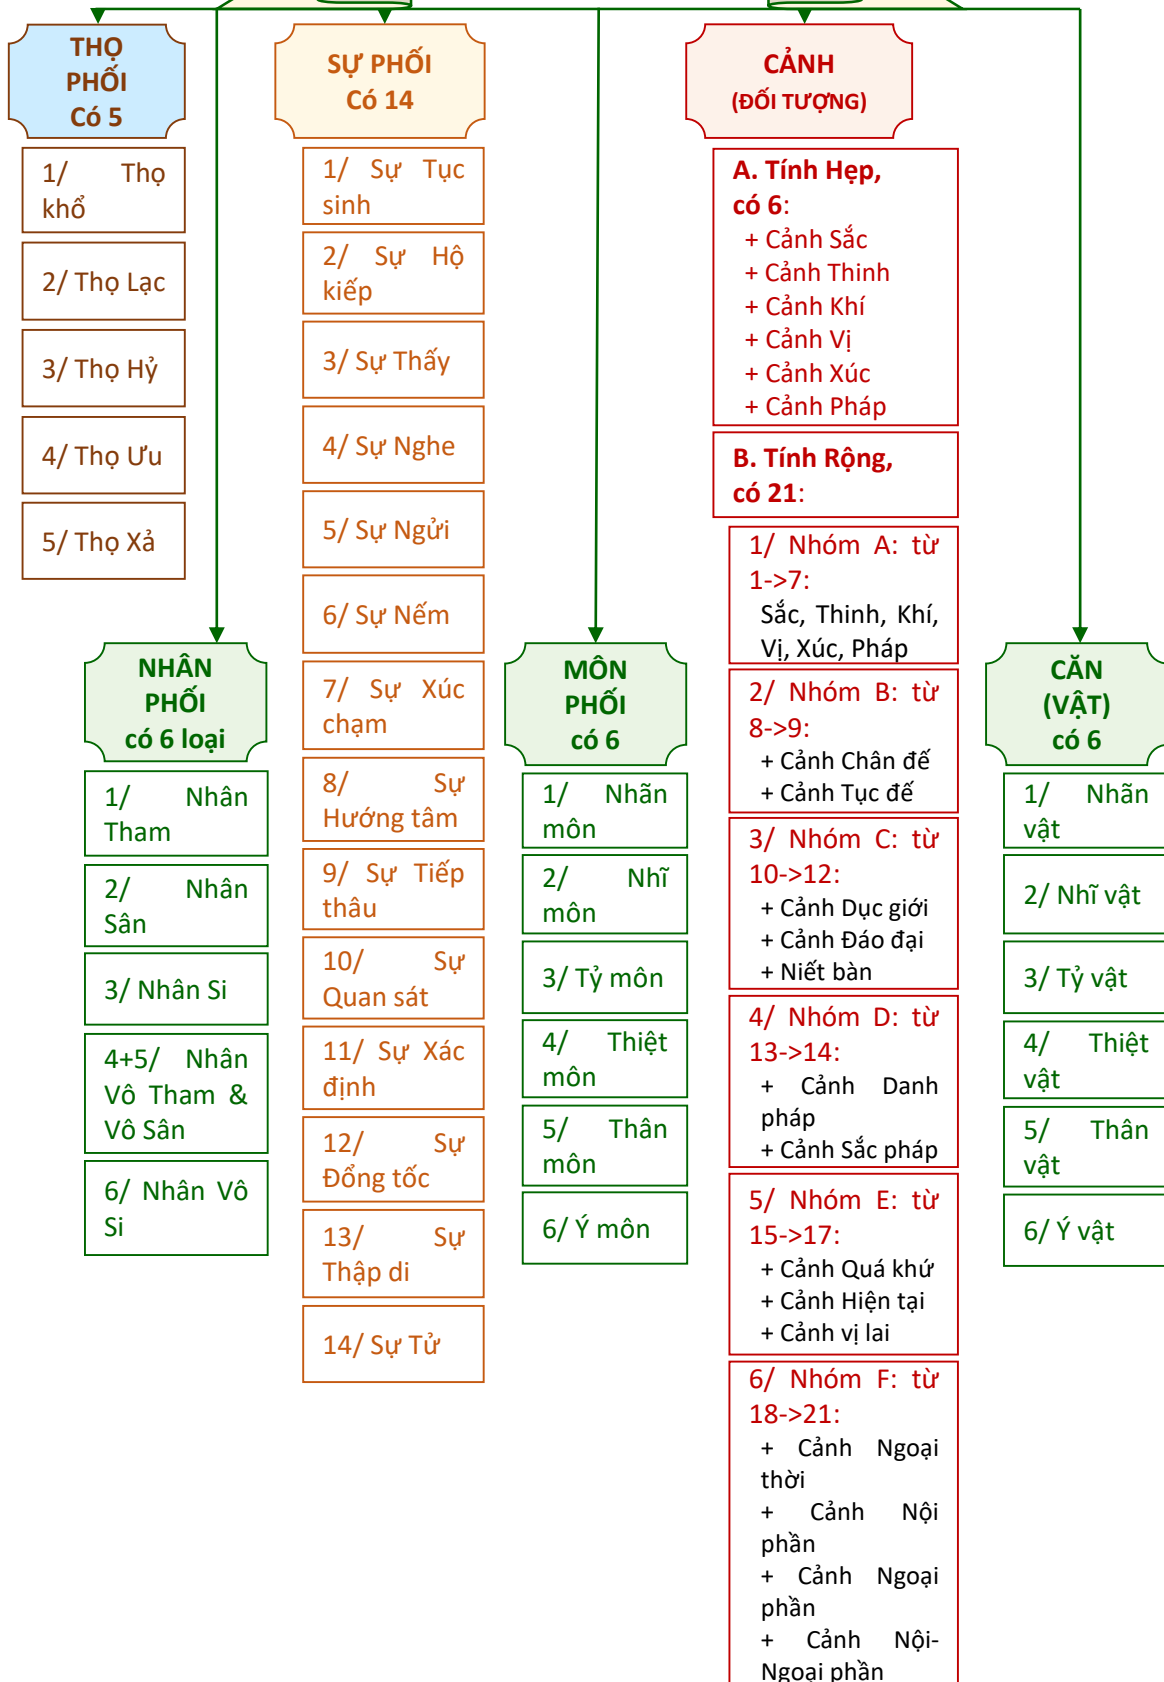 THỌ
PHỐI
Có 5
1/ Thọ
khổ
2/ Thọ Lạc
3/ Thọ Hỷ
4/ Thọ Ưu
5/ Thọ Xả
NHÂN
PHỐI
có 6 loại
1/ Nhân
Tham
2/ Nhân
Sân
3/ Nhân Si
4+5/ Nhân
Vô Tham &
Vô Sân
6/ Nhân Vô
Si
SỰ PHỐI
Có 14
1/ Sự Tục
sinh
2/ Sự Hộ
kiếp
3/ Sự Thấy
4/ Sự Nghe
5/ Sự Ngửi
6/ Sự Nếm
7/ Sự Xúc
chạm
8/ Sự
Hướng tâm
9/ Sự Tiếp
thâu
10/ Sự
Quan sát
11/ Sự Xác
định
12/ Sự
Đổng tốc
13/ Sự
Thập di
14/ Sự Tử
MÔN
PHỐI
có 6
1/ Nhãn
môn
2/ Nhĩ
môn
3/ Tỷ môn
4/ Thiệt
môn
5/ Thân
môn
6/ Ý môn
CẢNH
(ĐỐI TƯỢNG)
A. Tính Hẹp,
có 6:
+ Cảnh Sắc
+ Cảnh Thinh
+ Cảnh Khí
+ Cảnh Vị
+ Cảnh Xúc
+ Cảnh Pháp
B. Tính Rộng,
có 21:
1/ Nhóm A: từ
1->7:
Sắc, Thinh, Khí,
Vị, Xúc, Pháp
2/ Nhóm B: từ
8->9:
+ Cảnh Chân đế
+ Cảnh Tục đế
3/ Nhóm C: từ
10->12:
+ Cảnh Dục giới
+ Cảnh Đáo đại
+ Niết bàn
4/ Nhóm D: từ
13->14:
+ Cảnh Danh
pháp
+ Cảnh Sắc pháp
5/ Nhóm E: từ
15->17:
+ Cảnh Quá khứ
+ Cảnh Hiện tại
+ Cảnh vị lai
6/ Nhóm F: từ
18->21:
+ Cảnh Ngoại
thời
+ Cảnh Nội
phần
+ Cảnh Ngoại
phần
+ Cảnh Nội-
Ngoại phần
CĂN
(VẬT)
có 6
1/ Nhãn
vật
2/ Nhĩ vật
3/ Tỷ vật
4/ Thiệt
vật
5/ Thân
vật
6/ Ý vật